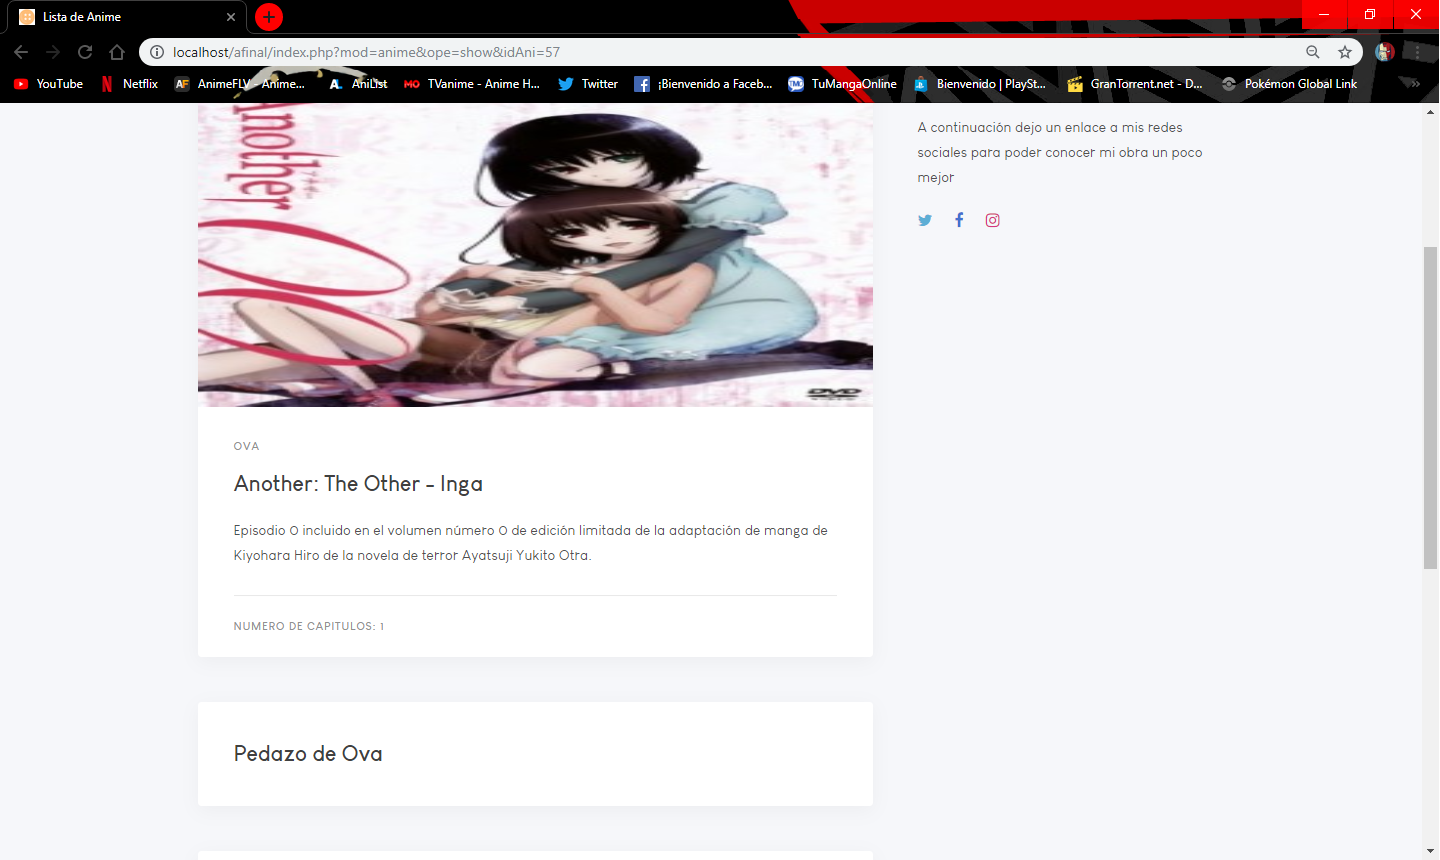 Lista de Anime
localhost/afinal/index.php?mod=anime&ope=show&idAni=57
YouTube
Netflix
AnimeFLV - Anime...
AniList
TVanime - Anime H...
Twitter
¡Bienvenido a Faceb...
TuMangaOnline
Bienvenido | PlaySt...
GranTorrent.net - D...
Pokémon Global Link
Another
A continuación dejo un enlace a mis redes
sociales para poder conocer mi obra un poco
mejor
DVD
OVA
Another: The Other - Inga
Episodio 0 incluido en el volumen número 0 de edición limitada de la adaptación de manga de
Kiyohara Hiro de la novela de terror Ayatsuji Yukito Otra.
NUMERO DE CAPITULOS: 1
Pedazo de Ova